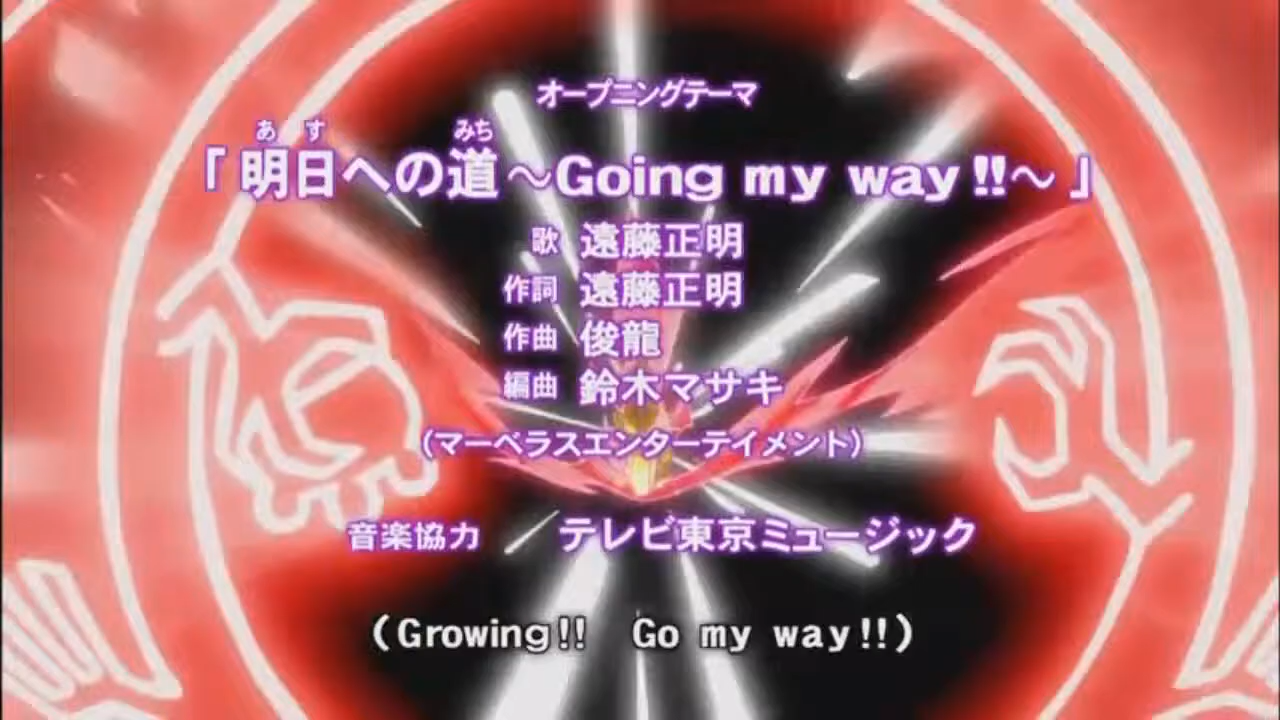 オープニングテーマ
あす みち
「明日への道～Going my way!!～」
歌 遠藤正明
作詞 遠藤正明
作曲 俊龍
編曲 鈴木マサキ
(マーベラスエンターテイメント)
音楽協力 テレビ東京ミュージック
(Growing!! Go my way!!)